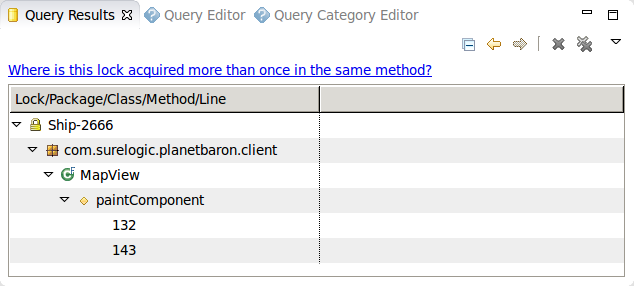 Query Results Query Editor Query Category Editor
Where is this lock acquired more than once in the same method?
Lock/Package/Class/Method/Line
Ship-2666
com.surelogic.planetbaron.client
MapView
paintComponent
132
143